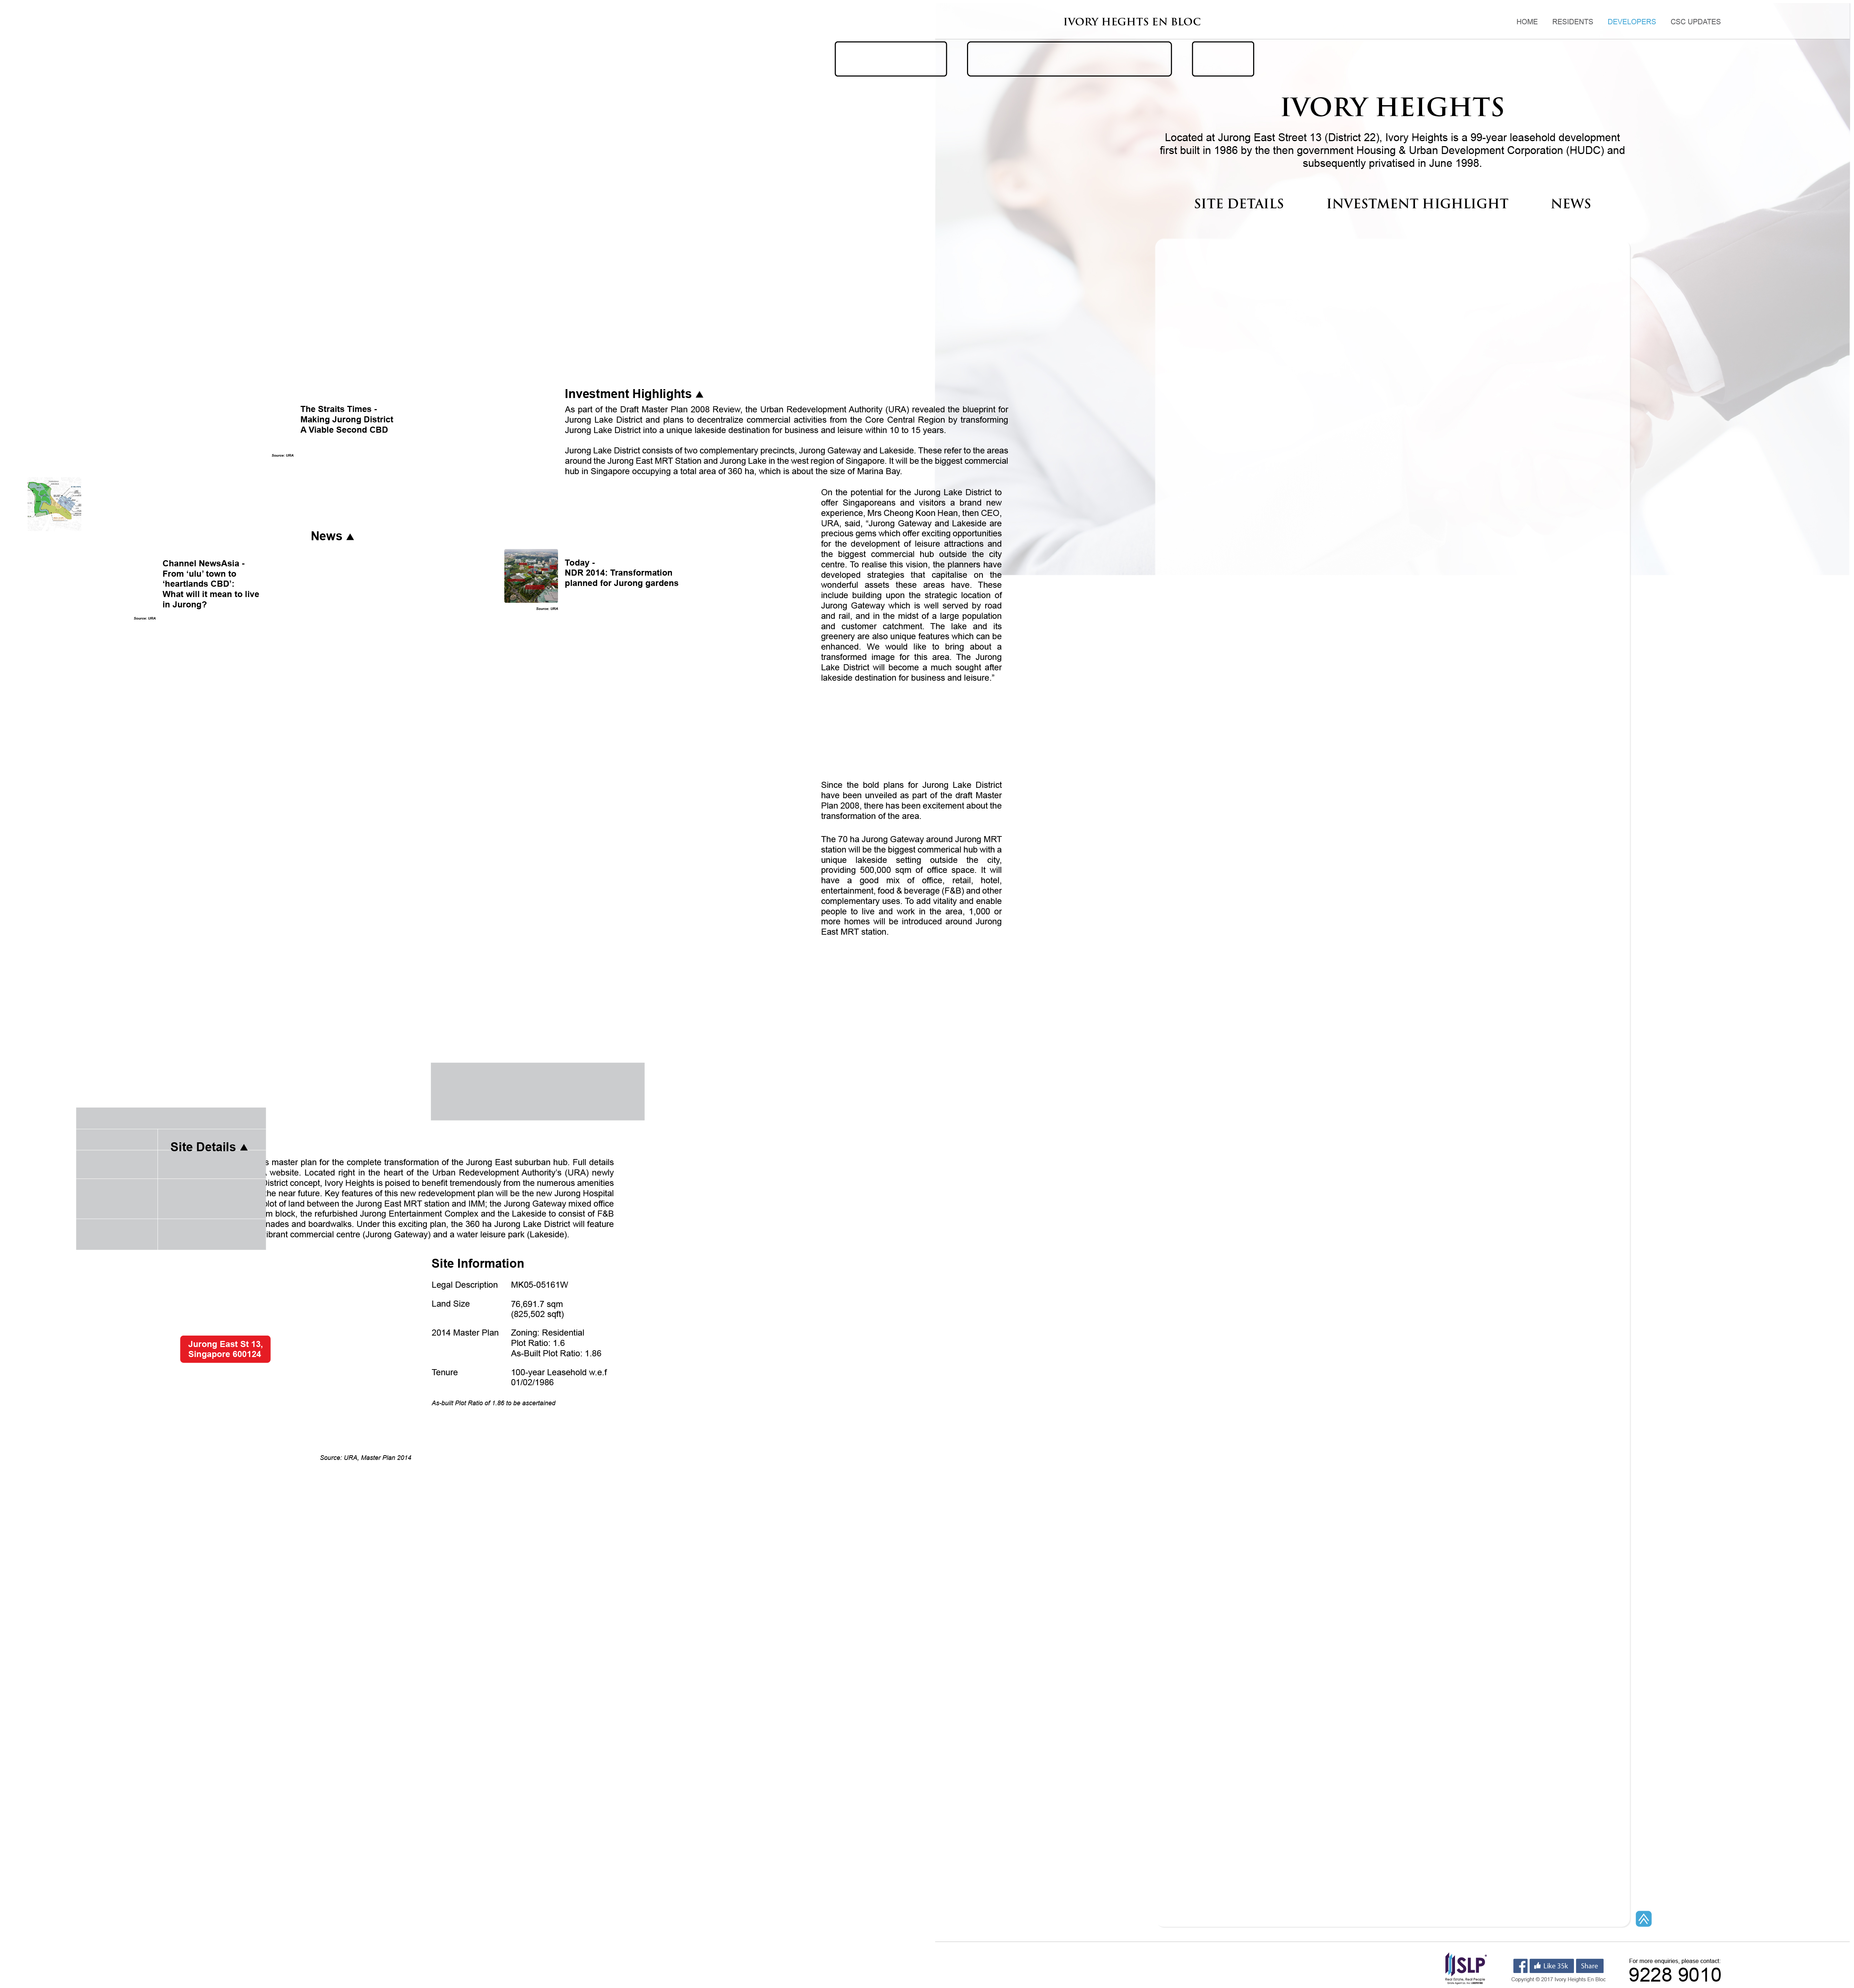 IVORY HEGHTS EN BLOC
HOME RESIDENTS DEVELOPERS CSC UPDATES
IVORY HEIGHTS
Located at Jurong East Street 13 (District 22), Ivory Heights is a 99-year leasehold development
first built in 1986 by the then government Housing & Urban Development Corporation (HUDC) and
subsequently privatised in June 1998.
SITE DETAILS INVESTMENT HIGHLIGHT NEWS
Investment Highlights
As part of the Draft Master Plan 2008 Review, the Urban Redevelopment Authority (URA) revealed the blueprint for
Jurong Lake District and plans to decentralize commercial activities from the Core Central Region by transforming
Jurong Lake District into a unique lakeside destination for business and leisure within 10 to 15 years.
Jurong Lake District consists of two complementary precincts, Jurong Gateway and Lakeside. These refer to the areas
around the Jurong East MRT Station and Jurong Lake in the west region of Singapore. It will be the biggest commercial
hub in Singapore occupying a total area of 360 ha, which is about the size of Marina Bay.
On the potential for the Jurong Lake District to
offer Singaporeans and visitors a brand new
experience, Mrs Cheong Koon Hean, then CEO,
URA, said, “Jurong Gateway and Lakeside are
precious gems which offer exciting opportunities
for the development of leisure attractions and
the biggest commercial hub outside the city
centre. To realise this vision, the planners have
developed strategies that capitalise on the
wonderful assets these areas have. These
include building upon the strategic location of
Jurong Gateway which is well served by road
and rail, and in the midst of a large population
and customer catchment. The lake and its
greenery are also unique features which can be
enhanced. We would like to bring about a
transformed image for this area. The Jurong
Lake District will become a much sought after
lakeside destination for business and leisure.”
Since the bold plans for Jurong Lake District
have been unveiled as part of the draft Master
Plan 2008, there has been excitement about the
transformation of the area.
The 70 ha Jurong Gateway around Jurong MRT
station will be the biggest commerical hub with a
unique lakeside setting outside the city,
providing 500,000 sqm of office space. It will
have a good mix of office, retail, hotel,
entertainment, food & beverage (F&B) and other
complementary uses. To add vitality and enable
people to live and work in the area, 1,000 or
more homes will be introduced around Jurong
East MRT station.
The Straits Times -
Making Jurong District
A Viable Second CBD
Source: URA
News
Channel NewsAsia -
From ‘ulu’ town to
‘heartlands CBD’:
What will it mean to live
in Jurong?
Source: URA
Today -
NDR 2014: Transformation
planned for Jurong gardens
Source: URA
Site Details
s master plan for the complete transformation of the Jurong East suburban hub. Full details
website. Located right in the heart of the Urban Redevelopment Authority’s (URA) newly
istrict concept, Ivory Heights is poised to benefit tremendously from the numerous amenities
the near future. Key features of this new redevelopment plan will be the new Jurong Hospital
lot of land between the Jurong East MRT station and IMM; the Jurong Gateway mixed office
m block, the refurbished Jurong Entertainment Complex and the Lakeside to consist of F&B
nades and boardwalks. Under this exciting plan, the 360 ha Jurong Lake District will feature
ibrant commercial centre (Jurong Gateway) and a water leisure park (Lakeside).
Site Information
Legal Description MK05-05161W
Land Size 76,691.7 sqm
(825,502 sqft)
2014 Master Plan Zoning: Residential
Plot Ratio: 1.6
As-Built Plot Ratio: 1.86
Tenure 100-year Leasehold w.e.f
01/02/1986
As-built Plot Ratio of 1.86 to be ascertained
Jurong East St 13,
Singapore 600124
Source: URA, Master Plan 2014
SLP
Real Estate, Real People
Like 35k Share
Copyright © 2017 Ivory Heights En Bloc
For more enquiries, please contact:
9228 9010